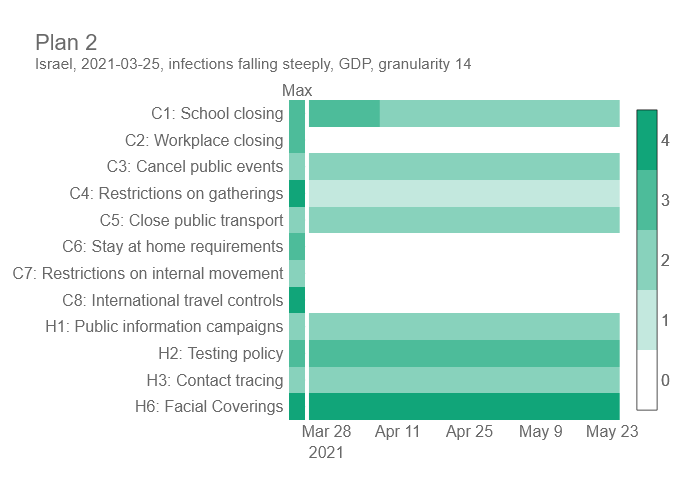 Plan 2
Israel, 2021-03-25, infections falling steeply, GDP, granularity 14
Max
C1: School closing
C2: Workplace closing
C3: Cancel public events
C4: Restrictions on gatherings
C5: Close public transport
C6: Stay at home requirements
C7: Restrictions on internal movement
C8: International travel controls
H1: Public information campaigns
H2: Testing policy
H3: Contact tracing
H6: Facial Coverings
4
3
2
1
0
Mar 28 Apr 11 Apr 25 May 9 May 23
2021